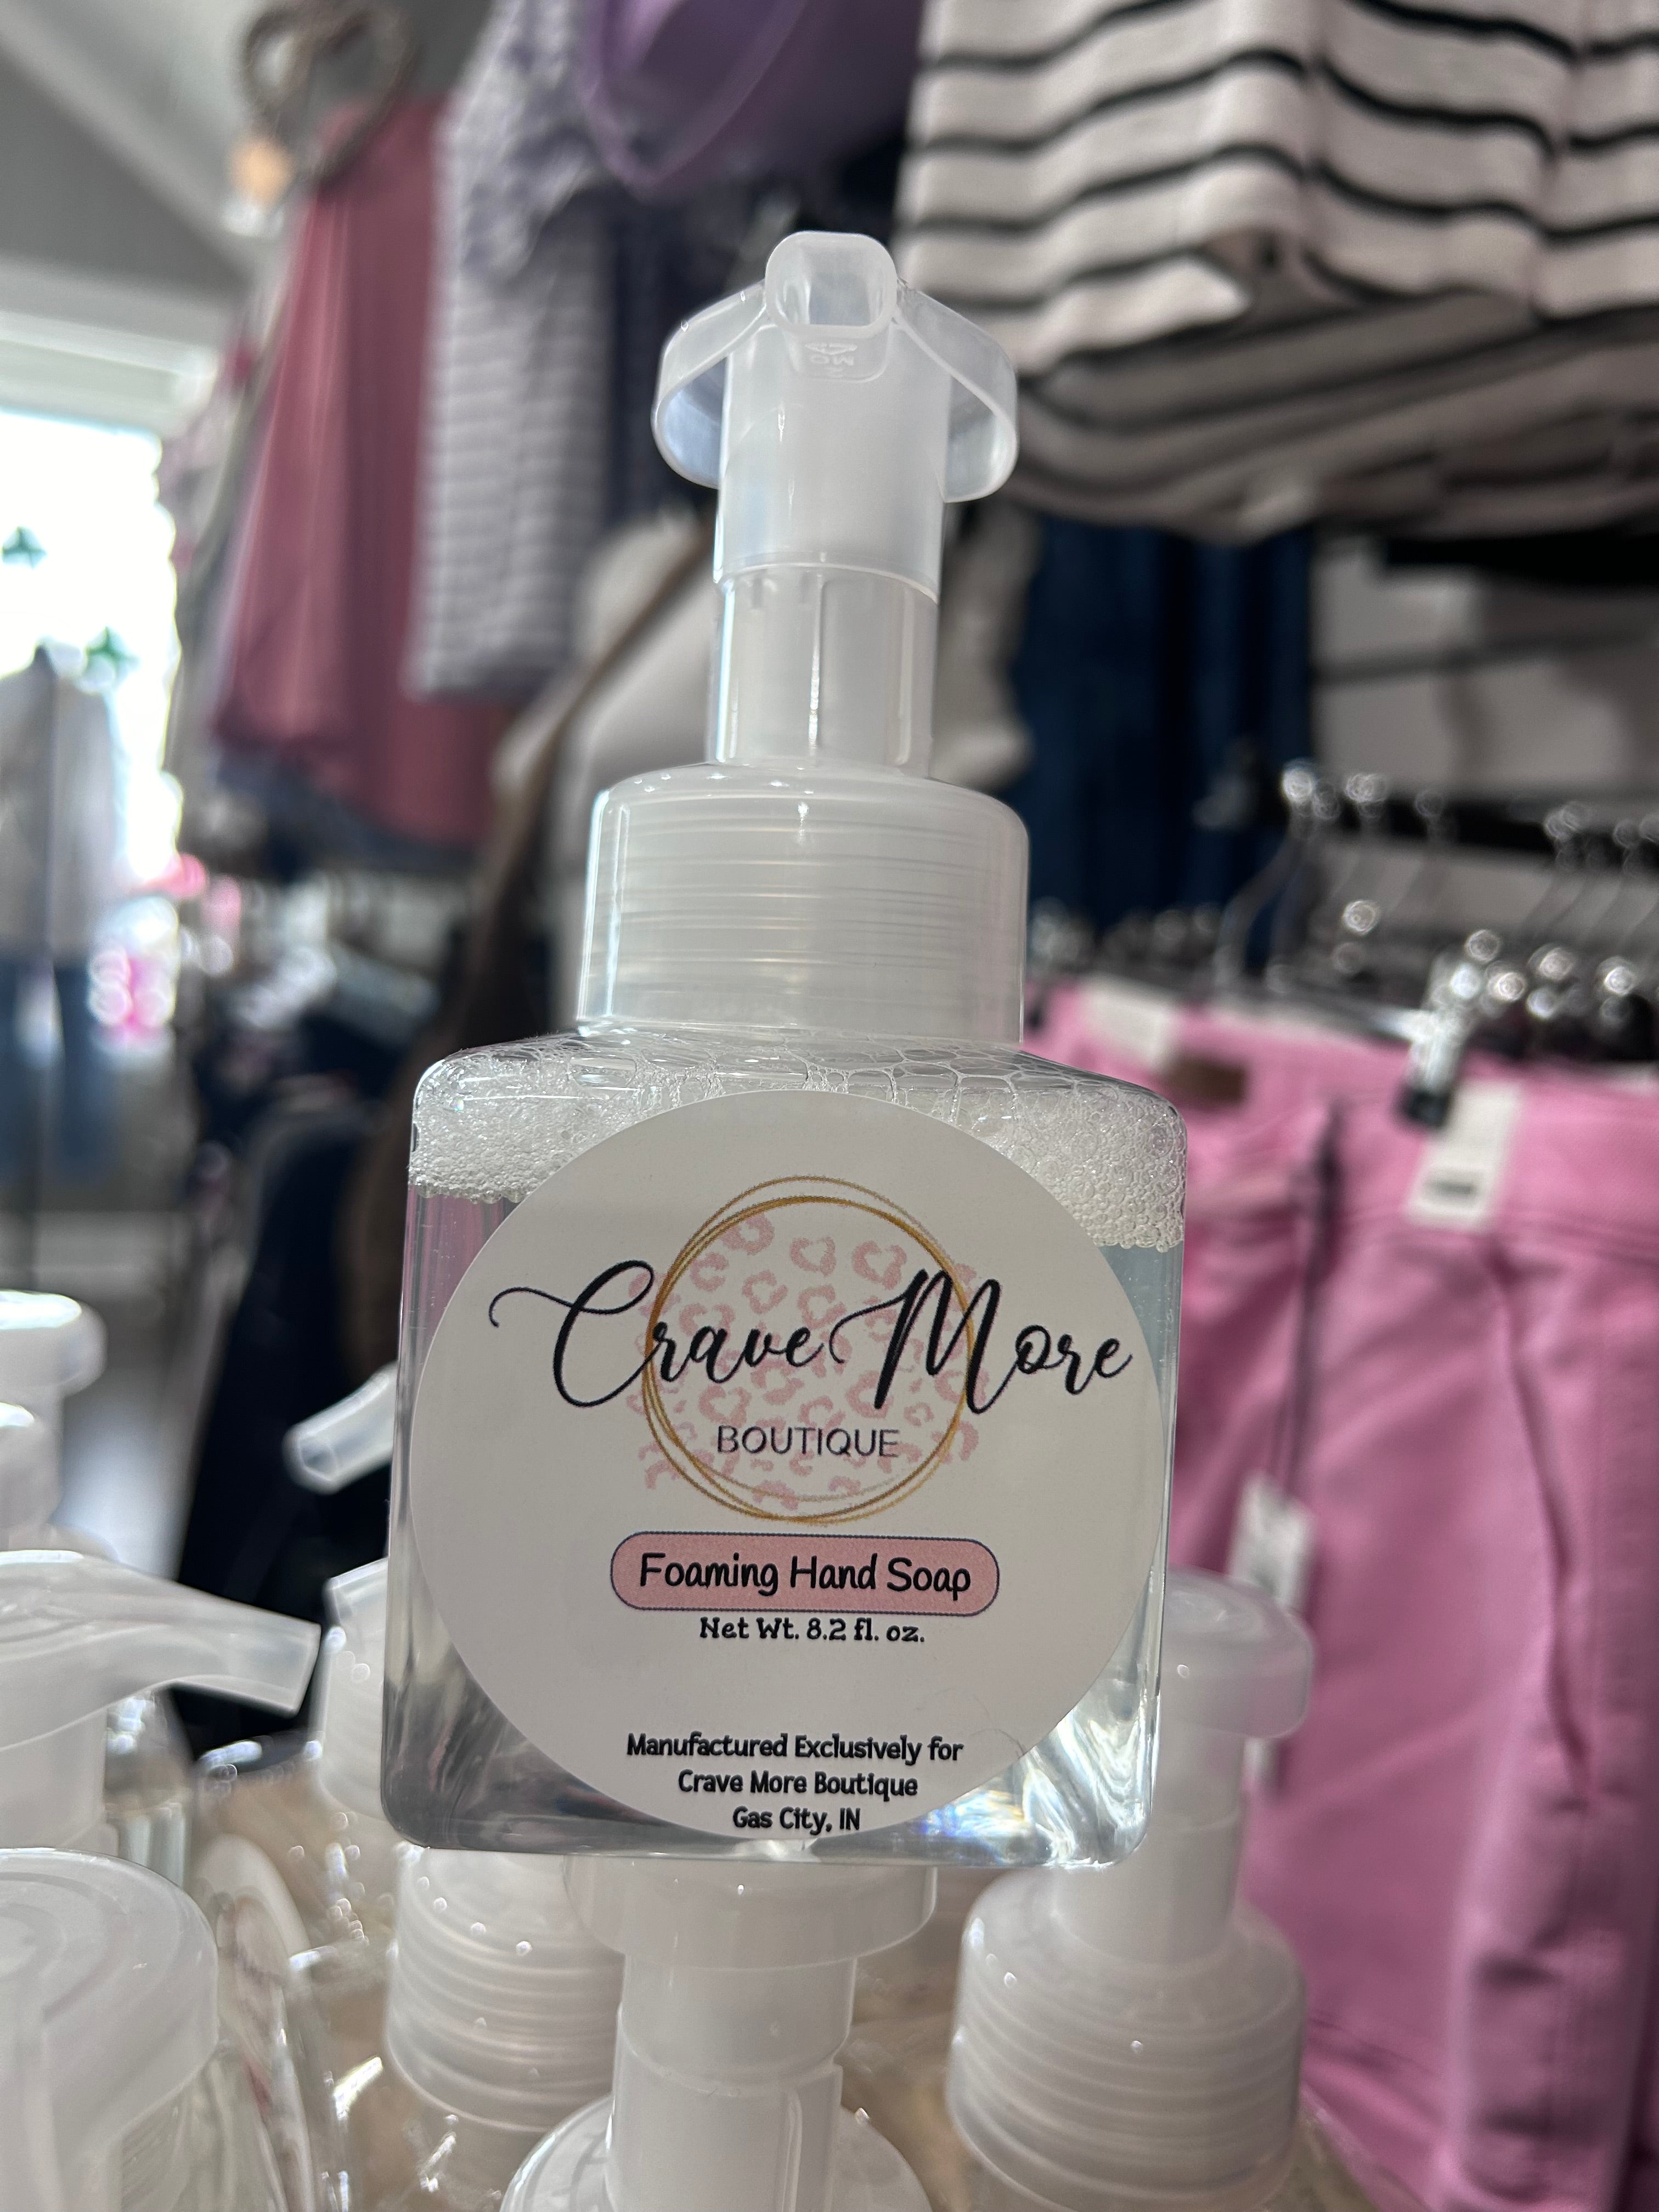 Crave More
BOUTIQUE
Foaming Hand Soap
Net Wt. 8.2 fl. oz.
Manufactured Exclusively for
Crave More Boutique
Gas City, IN